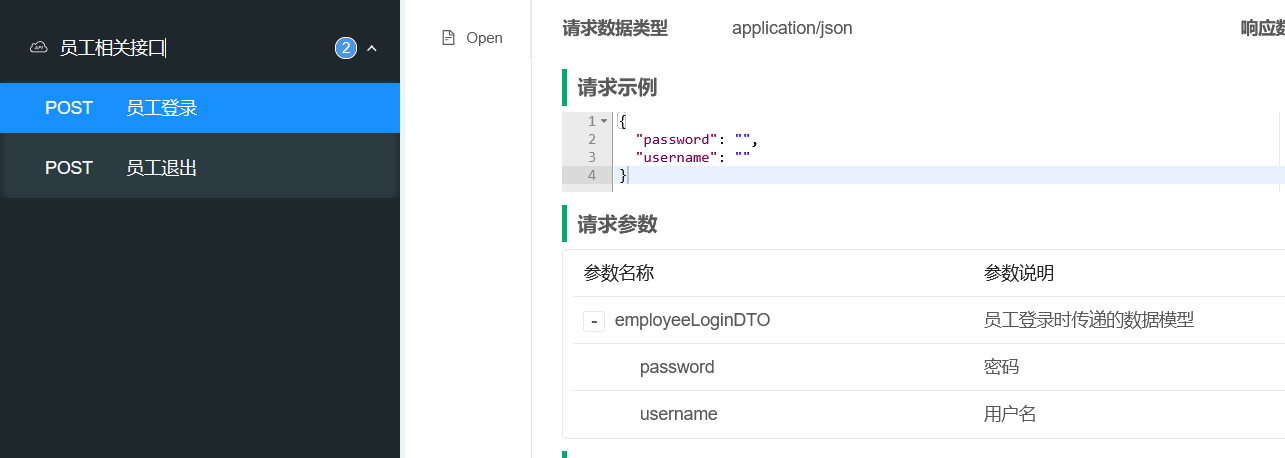 员工相关接口 2
POST 员工登录
POST 员工退出
Open
请求数据类型 application/json 响应数
请求示例
1 {
2 "password": "",
3 "username": ""
4 }
请求参数
参数名称 参数说明
- employeeLoginDTO 员工登录时传递的数据模型
password 密码
username 用户名